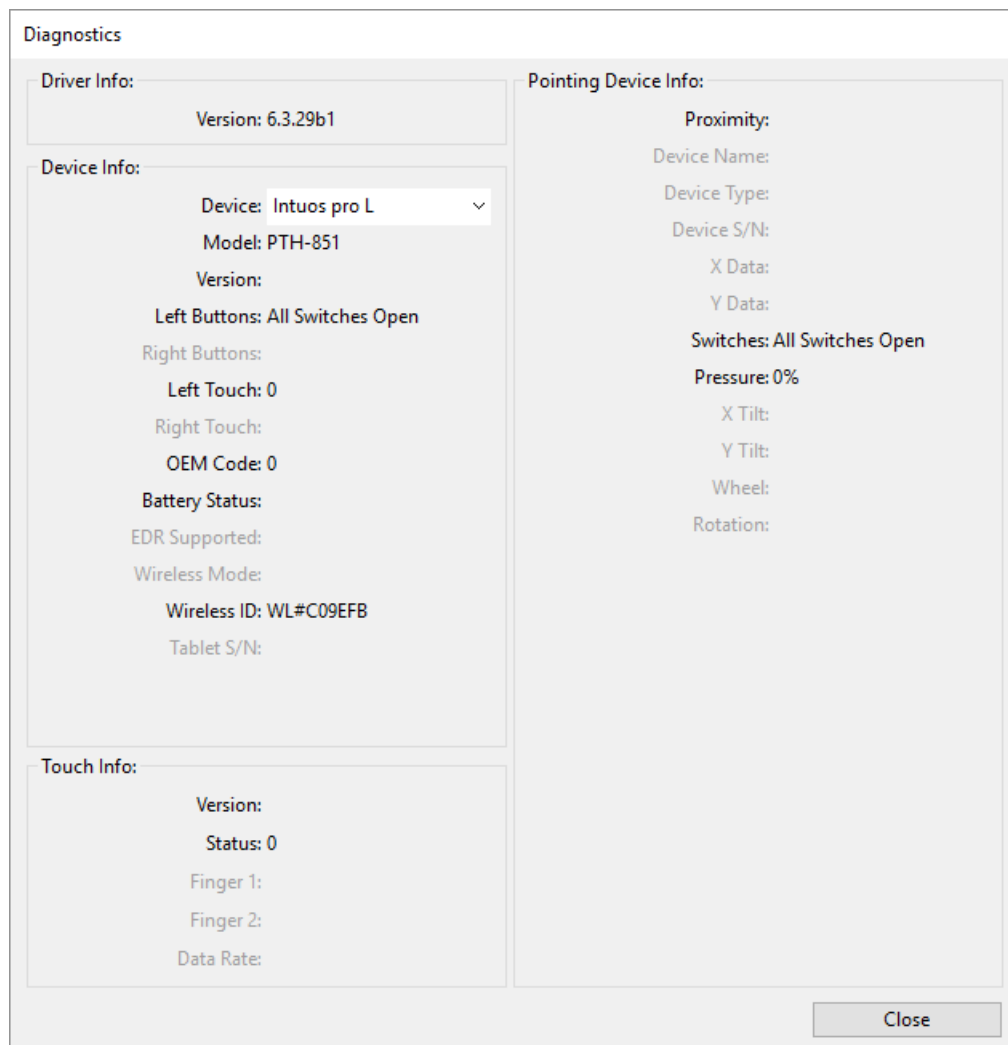 Diagnostics
Driver Info:
Version: 6.3.29b1
Device Info:
Device: Intuos pro L
Model: PTH-851
Version:
Left Buttons: All Switches Open
Right Buttons:
Left Touch: 0
Right Touch:
OEM Code: 0
Battery Status:
EDR Supported:
Wireless Mode:
Wireless ID: WL#C09EFB
Tablet S/N:
Touch Info:
Version:
Status: 0
Finger 1:
Finger 2:
Data Rate:
Pointing Device Info:
Proximity:
Device Name:
Device Type:
Device S/N:
X Data:
Y Data:
Switches: All Switches Open
Pressure: 0%
X Tilt:
Y Tilt:
Wheel:
Rotation:
Close